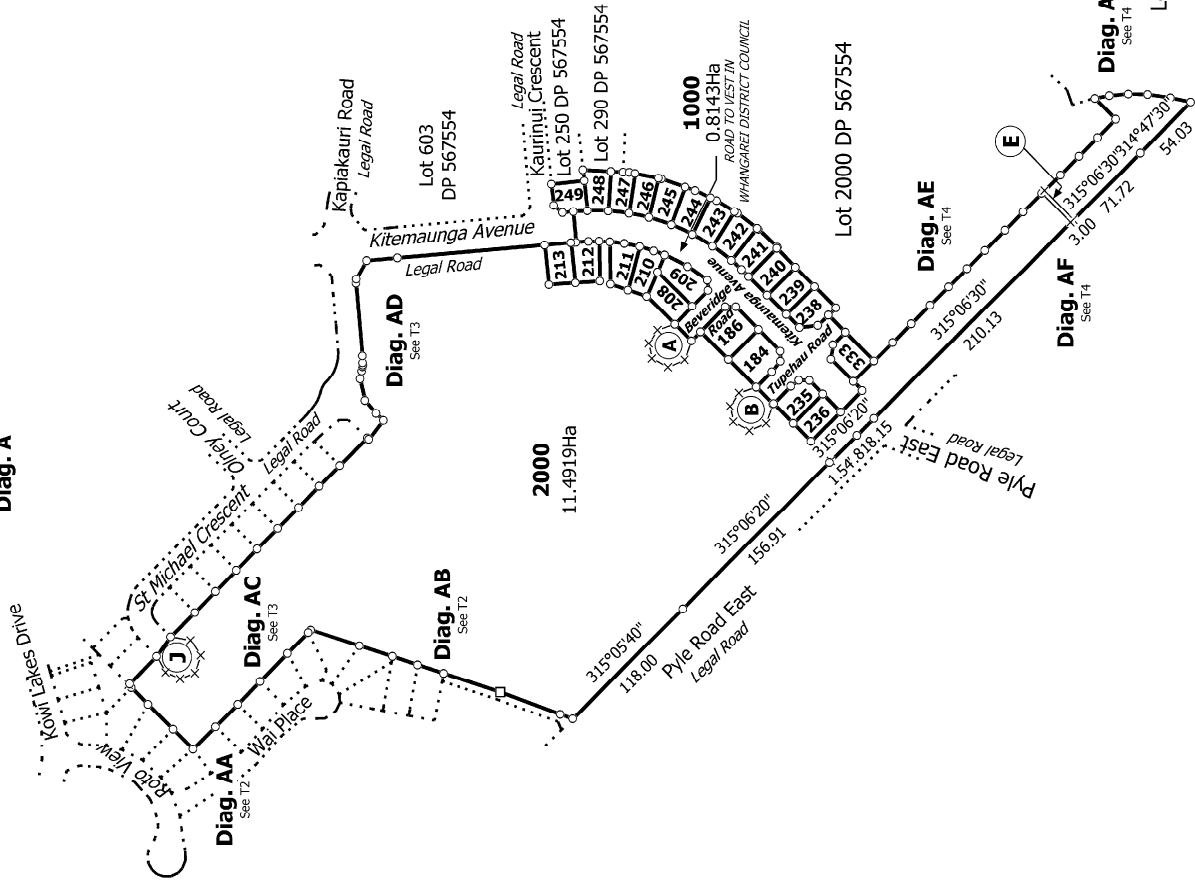 Diag. A
Kowi Lakes Drive
Roto View
Wai Place
Diag. AA
See T2
J
St Michael Crescent
Legal Road
Olney Court
Legal Road
Diag. AC
See T3
Diag. AB
See T2
Diag. AD
See T3
Kapiakauri Road
Legal Road
Lot 603
DP 567554
Kitemaunga Avenue
Legal Road
Legal Road
Kaurinui Crescent
Lot 250 DP 567554
Lot 290 DP 567554
1000
0.8143Ha
ROAD TO VEST IN
WHANGAREI DISTRICT COUNCIL
Lot 2000 DP 567554
249
248
247
246
245
244
243
242
241
240
239
238
333
213
212
211
210
209
208
186
184
235
236
Beveridge
Road
Kitemaunga Avenue
Tupehau Road
A
B
E
2000
11.4919Ha
Diag. AE
See T4
Diag. AF
See T4
Diag. A
See T4
315°05'40"
118.00
315°06'20"
156.91
315°06'20"
1.54
818.15
315°06'30"
210.13
3.00
315°06'30"
71.72
314°47'30"
54.03
Pyle Road East
Legal Road
Pyle Road East
Legal Road